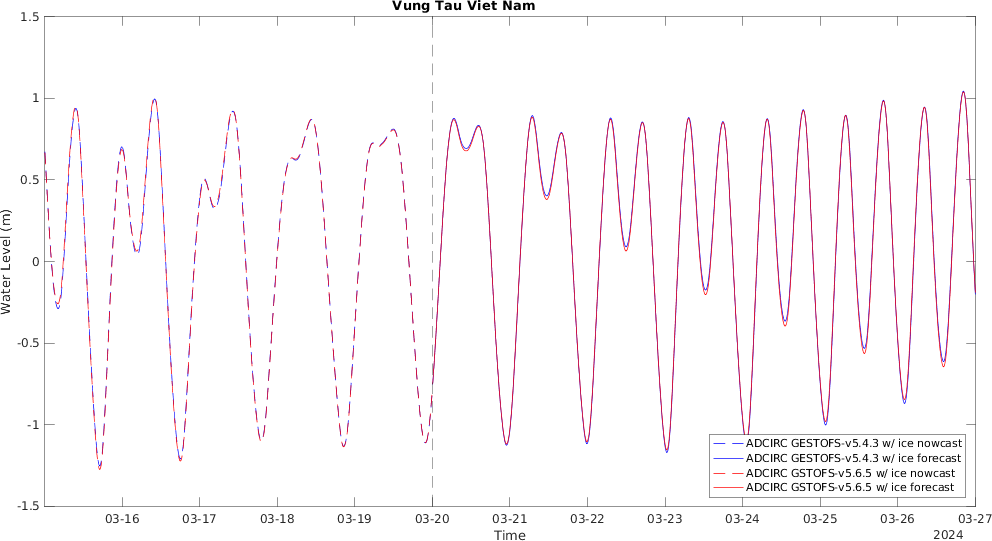 Vung Tau Viet Nam
1.5
1
0.5
0
-0.5
-1
-1.5
Water Level (m)
ADCIRC GESTOFS-v5.4.3 w/ ice nowcast
ADCIRC GESTOFS-v5.4.3 w/ ice forecast
ADCIRC GSTOFS-v5.6.5 w/ ice nowcast
ADCIRC GSTOFS-v5.6.5 w/ ice forecast
03-16 03-17 03-18 03-19 03-20 03-21 03-22 03-23 03-24 03-25 03-26 03-27
Time
2024